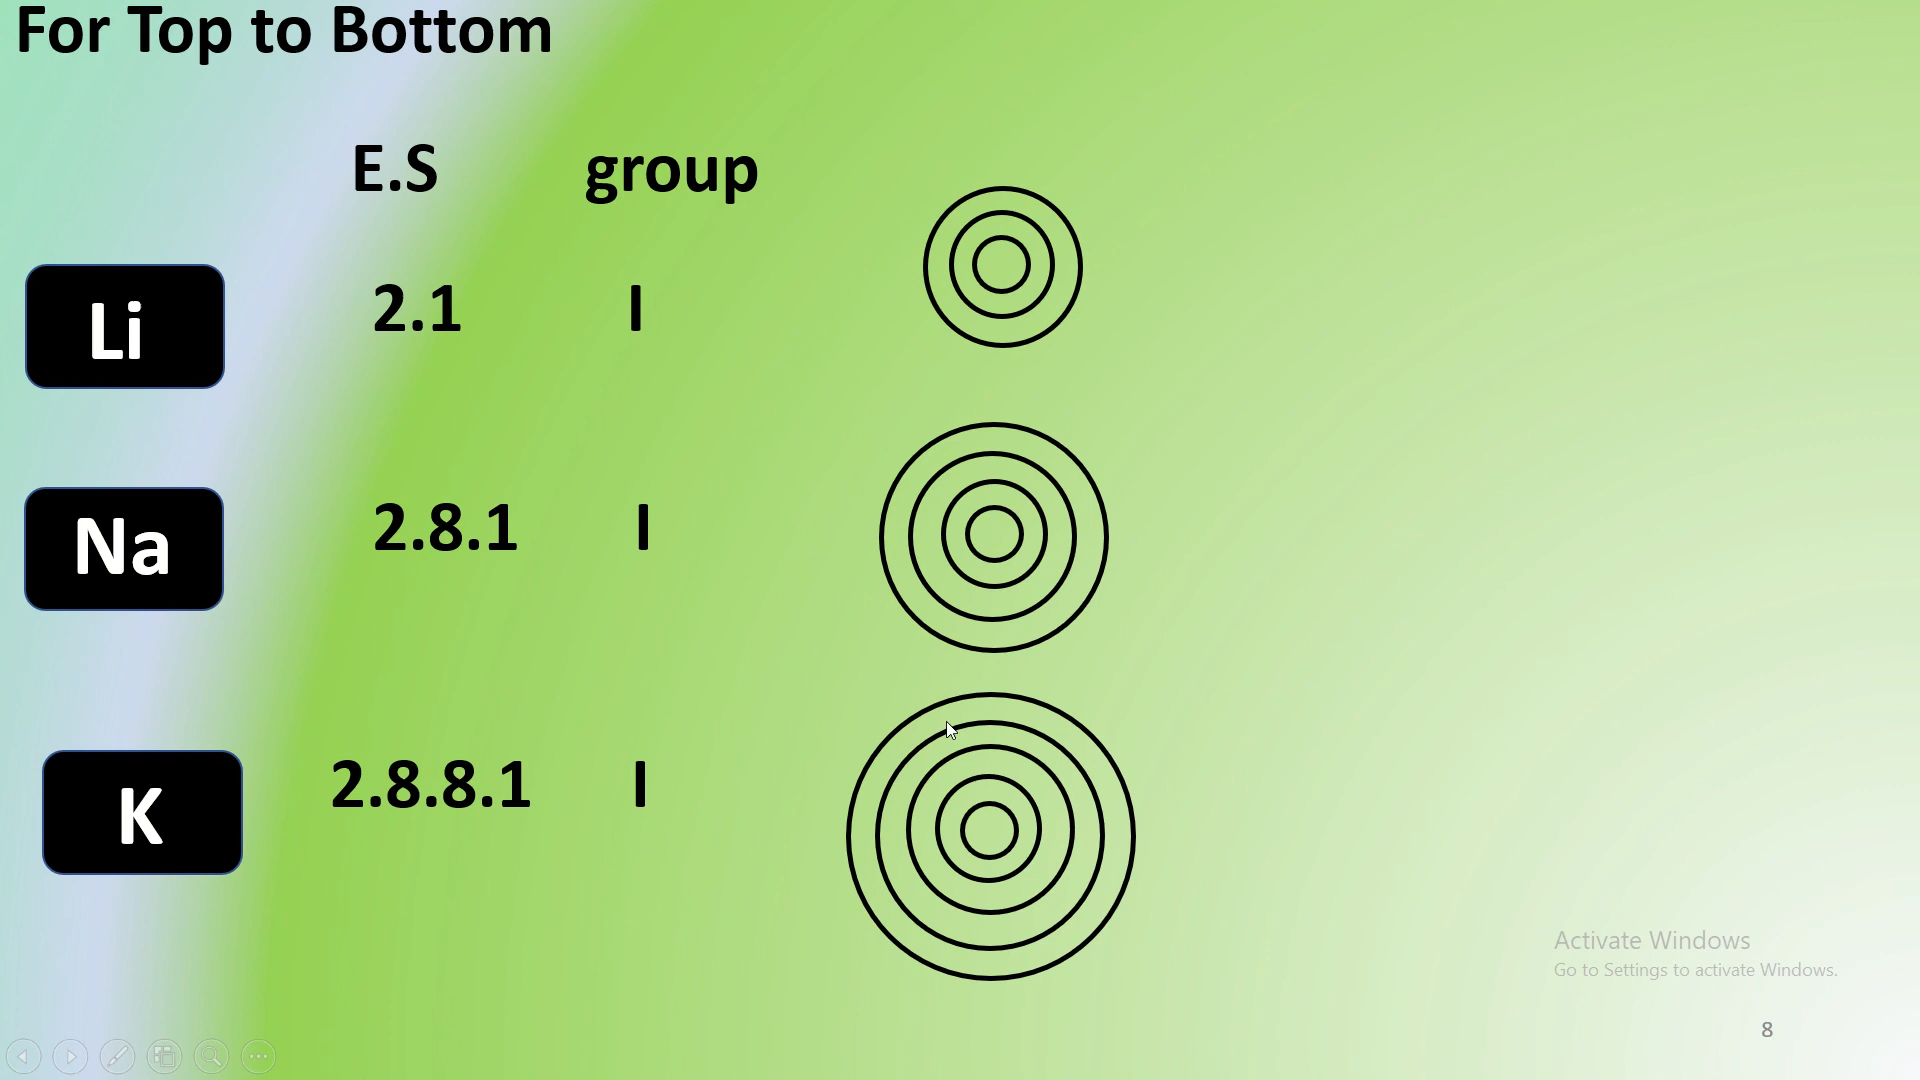 For Top to Bottom
E.S group
Li 2.1 I
Na 2.8.1 I
K 2.8.8.1 I
Activate Windows
Go to Settings to activate Windows.
8